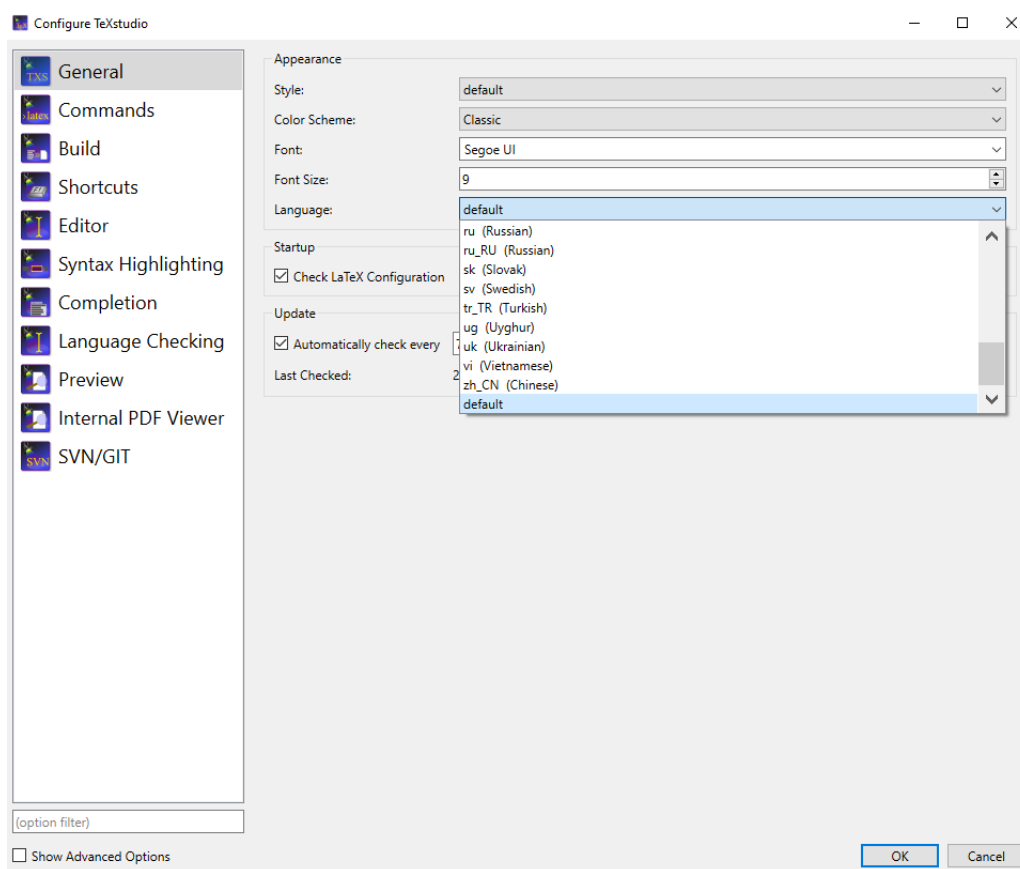 Configure TeXstudio
General
Commands
Build
Shortcuts
Editor
Syntax Highlighting
Completion
Language Checking
Preview
Internal PDF Viewer
SVN/GIT
(option filter)
Show Advanced Options
Appearance
Style: default
Color Scheme: Classic
Font: Segoe UI
Font Size: 9
Language: default
ru (Russian)
ru_RU (Russian)
sk (Slovak)
sv (Swedish)
tr_TR (Turkish)
ug (Uyghur)
uk (Ukrainian)
vi (Vietnamese)
zh_CN (Chinese)
default
Startup
Check LaTeX Configuration
Update
Automatically check every
Last Checked: 2
OK Cancel